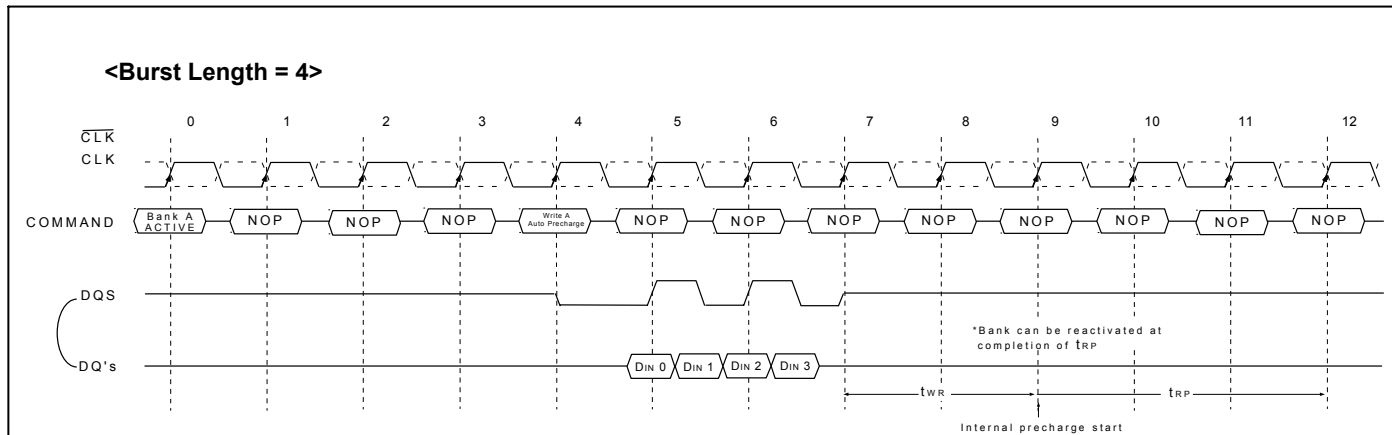 <Burst Length = 4>
0 1 2 3 4 5 6 7 8 9 10 11 12
CLK
CLK
COMMAND
Bank A
ACTIVE
NOP NOP NOP
Write A
Auto Precharge
NOP NOP NOP NOP NOP NOP NOP NOP
DQS
*Bank can be reactivated at
completion of tRP
DQ's
DIN 0 DIN 1 DIN 2 DIN 3
tWR tRP
Internal precharge start